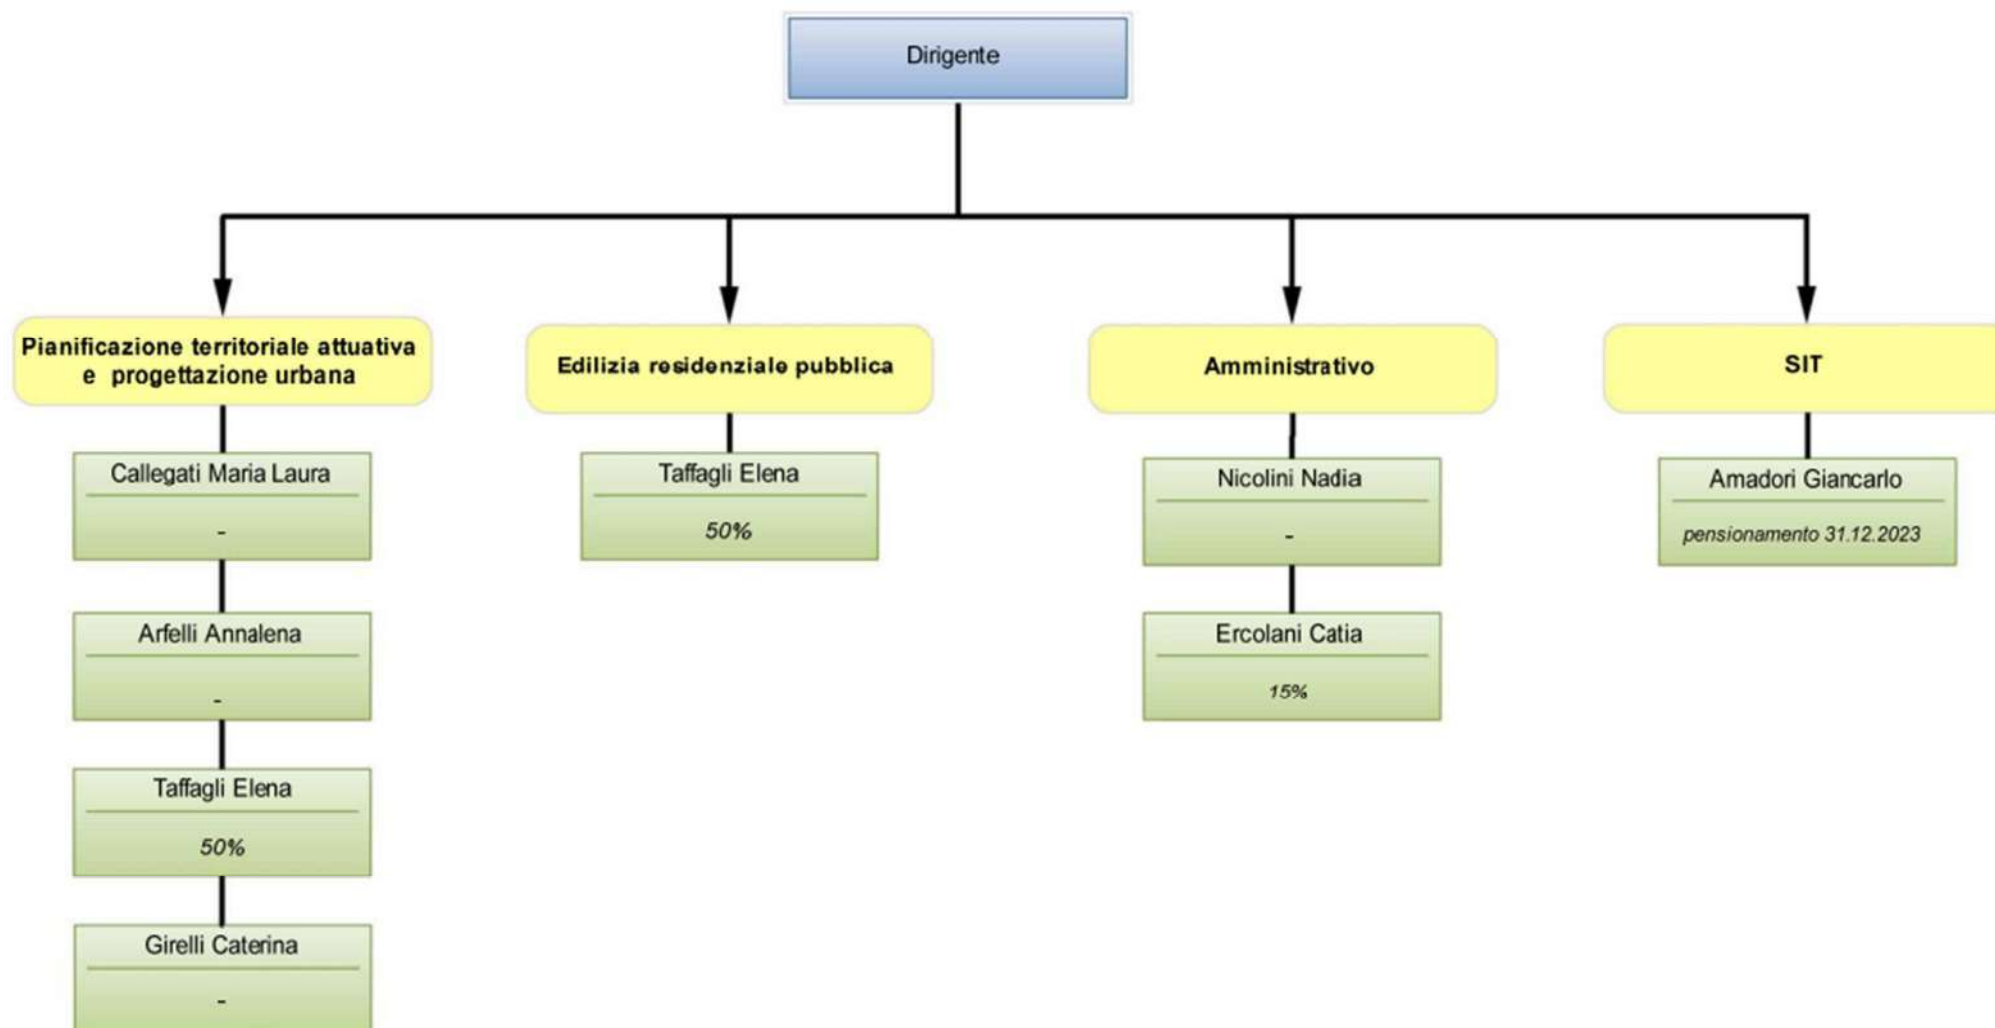 Dirigente
Pianificazione territoriale attuativa
e progettazione urbana
Callegati Maria Laura
-
Arfelli Annalena
-
Taffagli Elena
50%
Girelli Caterina
-
Edilizia residenziale pubblica
Taffagli Elena
50%
Amministrativo
Nicolini Nadia
-
Ercolani Catia
15%
SIT
Amadori Giancarlo
pensionamento 31.12.2023